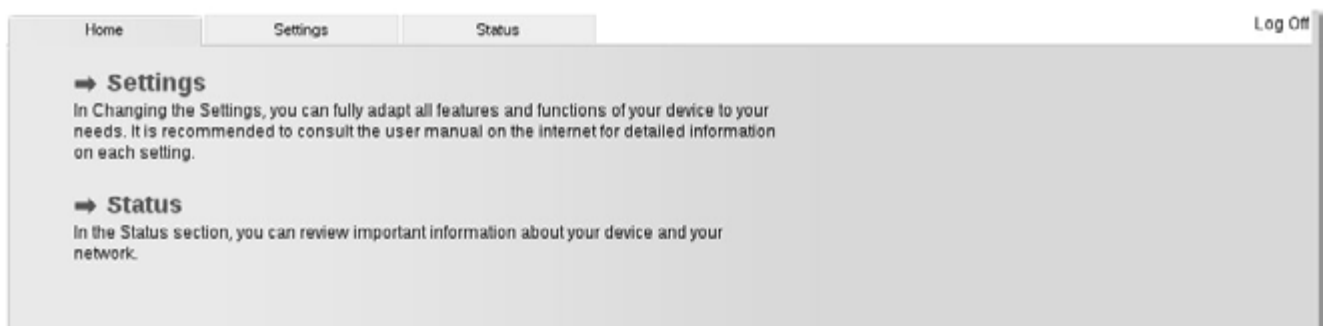 Home Settings Status Log Off
➡ Settings
In Changing the Settings, you can fully adapt all features and functions of your device to your
needs. It is recommended to consult the user manual on the internet for detailed information
on each setting.
➡ Status
In the Status section, you can review important information about your device and your
network.